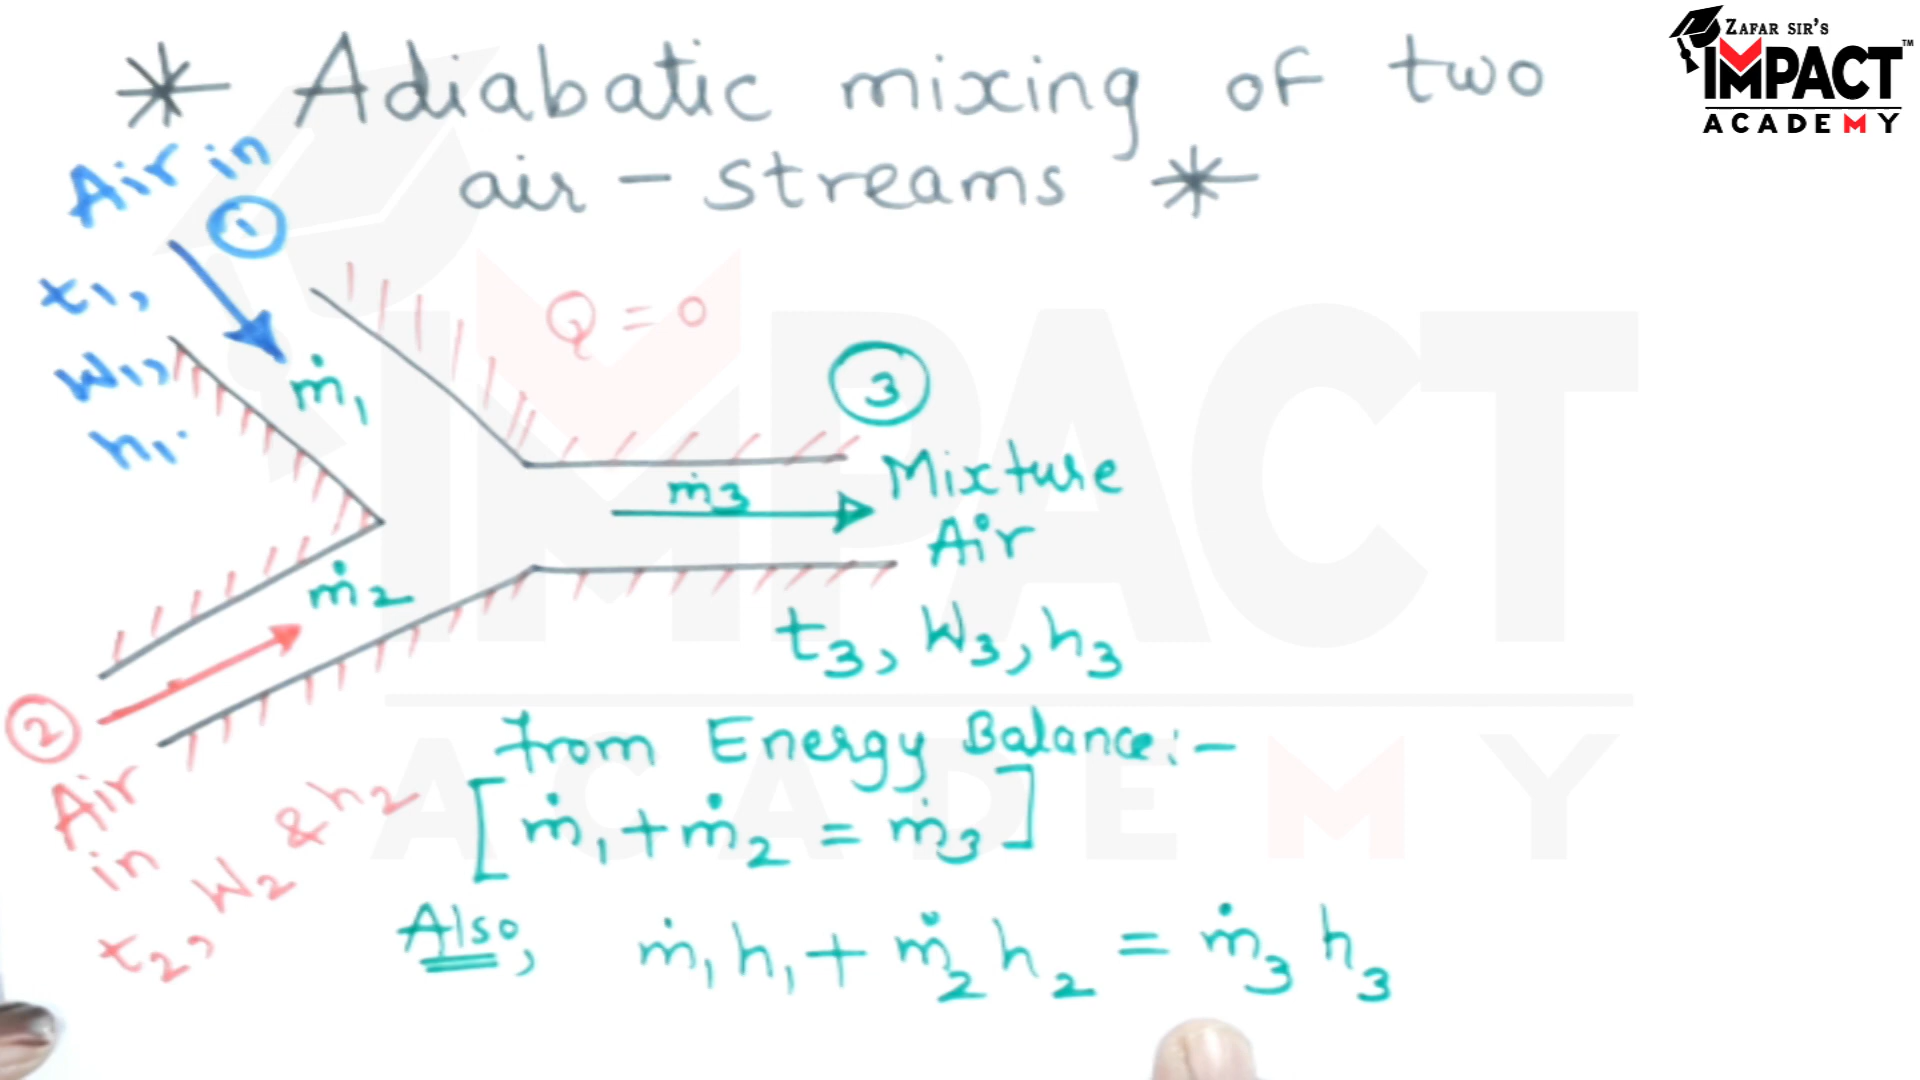 * Adiabatic mixing of two
air-streams *
ZAFAR SIR'S
IMPACT™
ACADEMY
Air in
①
t₁,
W₁,
h₁.
ṁ₁
Q = 0
③
ṁ₃
Mixture
Air
t₃, W₃, h₃
ṁ₂
②
Air
in
t₂, W₂ & h₂
from Energy Balance:-
[ṁ₁ + ṁ₂ = ṁ₃]
Also, ṁ₁h₁ + ṁ₂h₂ = ṁ₃h₃
IMPACT
ACADEMY